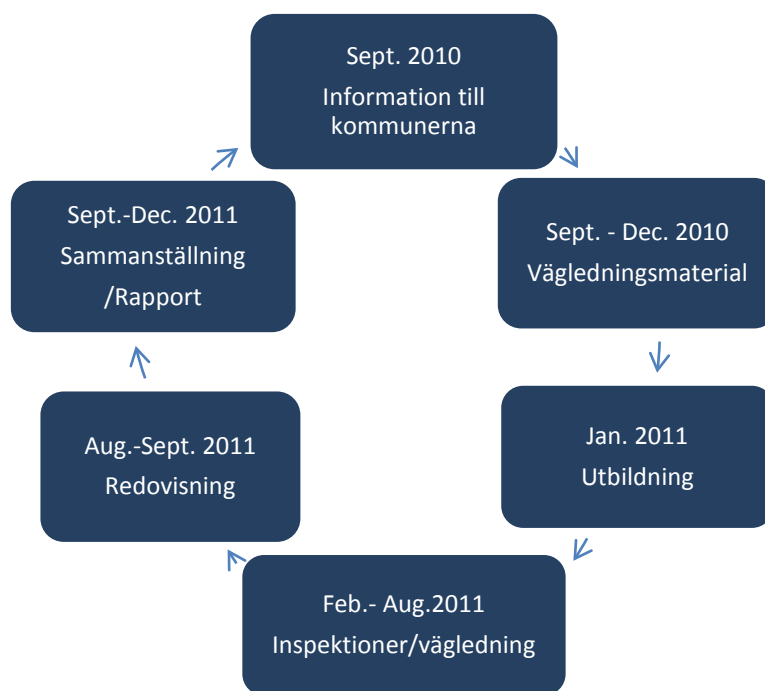 Sept. 2010
Information till
kommunerna
Sept. - Dec. 2010
Vägledningsmaterial
Jan. 2011
Utbildning
Feb.- Aug.2011
Inspektioner/vägledning
Aug.-Sept. 2011
Redovisning
Sept.-Dec. 2011
Sammanställning
/Rapport